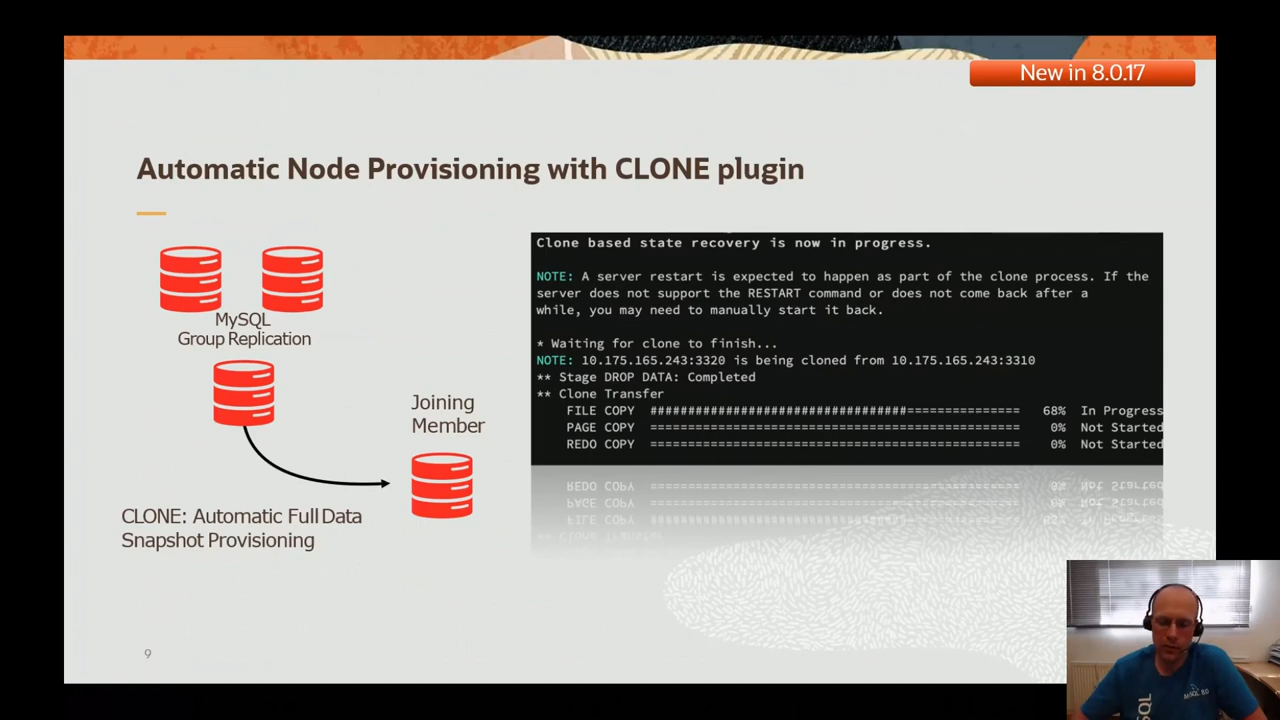 New in 8.0.17
Automatic Node Provisioning with CLONE plugin
MySQL
Group Replication
Joining
Member
CLONE: Automatic Full Data
Snapshot Provisioning
Clone based state recovery is now in progress.
NOTE: A server restart is expected to happen as part of the clone process. If the
server does not support the RESTART command or does not come back after a
while, you may need to manually start it back.
* Waiting for clone to finish...
NOTE: 10.175.165.243:3320 is being cloned from 10.175.165.243:3310
** Stage DROP DATA: Completed
** Clone Transfer
FILE COPY ##################################=============== 68% In Progress
PAGE COPY ================================================= 0% Not Started
REDO COPY ================================================= 0% Not Started
9
SQL
MySQL 8.0